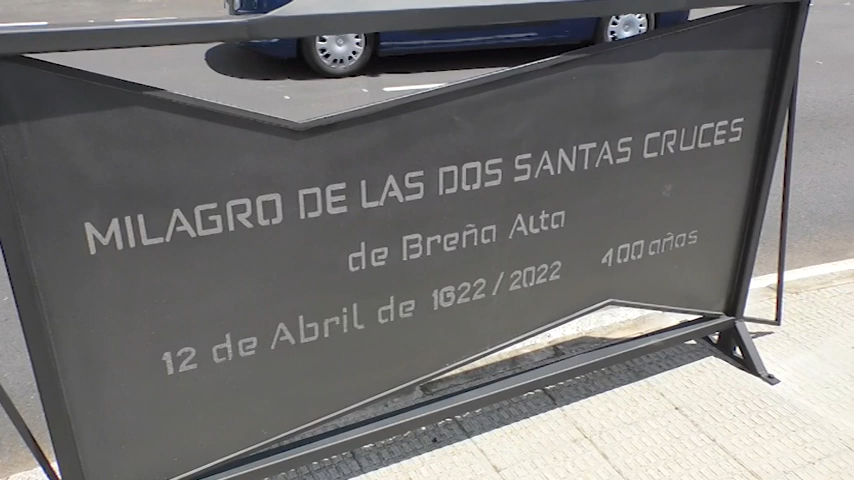 MILAGRO DE LAS DOS SANTAS CRUCES
de Breña Alta
12 de Abril de 1622 / 2022 400 años